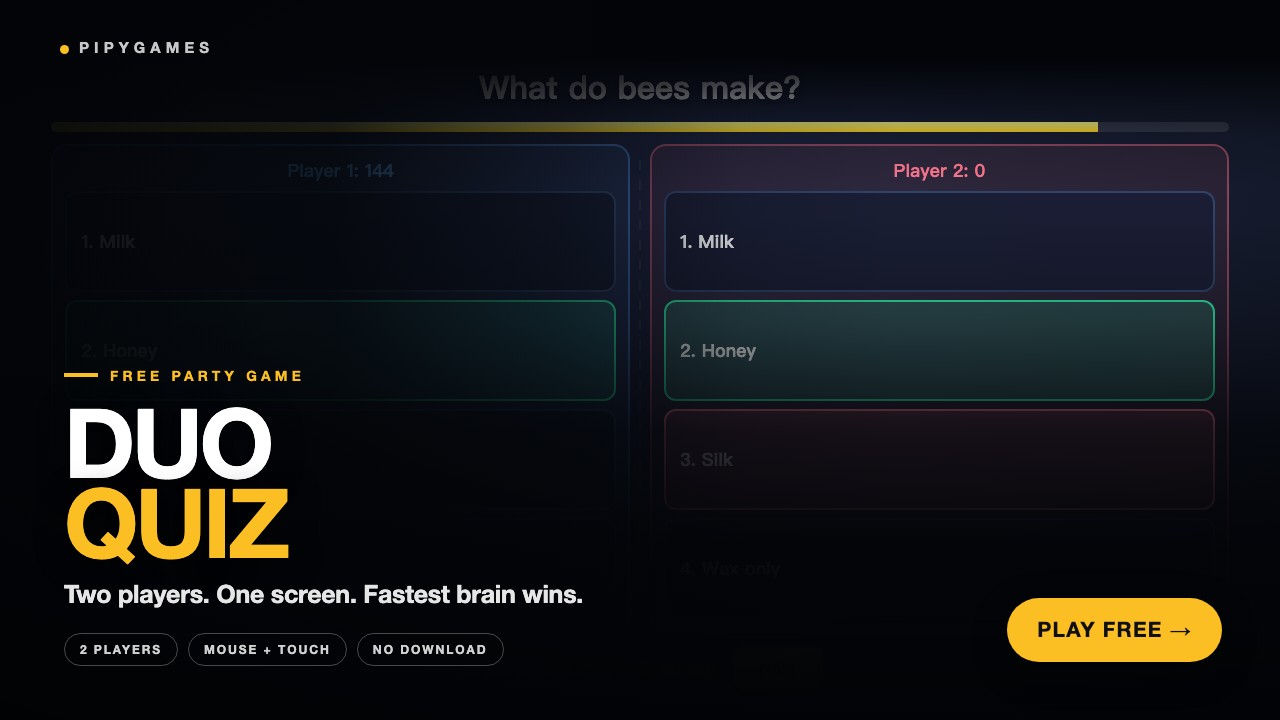 PIPYGAMES
What do bees make?
Player 1: 144
Player 2: 0
1. Milk
1. Milk
2. Honey
2. Honey
3. Silk
4. Wax only
FREE PARTY GAME
DUO
QUIZ
Two players. One screen. Fastest brain wins.
2 PLAYERS
MOUSE + TOUCH
NO DOWNLOAD
PLAY FREE →